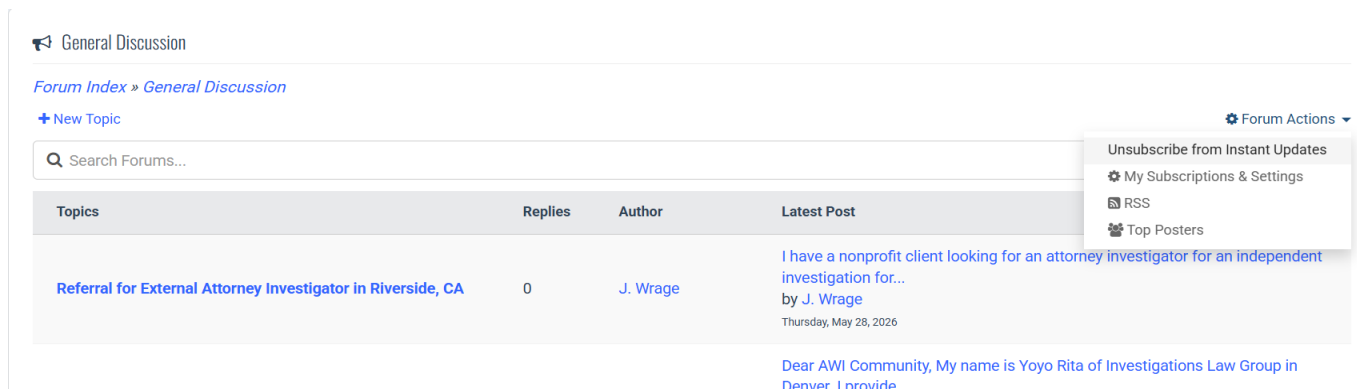 General Discussion
Forum Index » General Discussion
New Topic
Forum Actions
Search Forums...
Unsubscribe from Instant Updates
My Subscriptions & Settings
RSS
Top Posters
Topics Replies Author Latest Post
I have a nonprofit client looking for an attorney investigator for an independent
investigation for...
Referral for External Attorney Investigator in Riverside, CA 0 J. Wrage
by J. Wrage
Thursday, May 28, 2026
Dear AWI Community, My name is Yoyo Rita of Investigations Law Group in
Denver. I provide